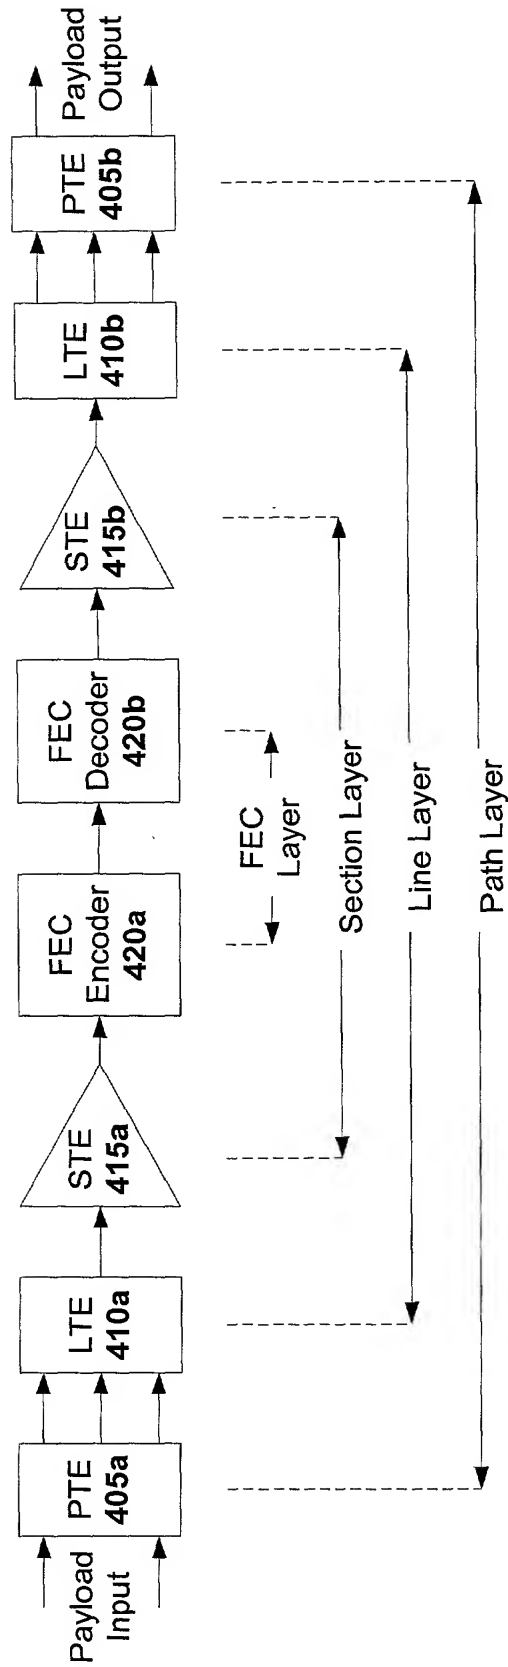 Payload
Input
PTE
405a
LTE
410a
STE
415a
FEC
Encoder
420a
FEC
Decoder
420b
STE
415b
LTE
410b
PTE
405b
Payload
Output
FEC
Layer
Section Layer
Line Layer
Path Layer